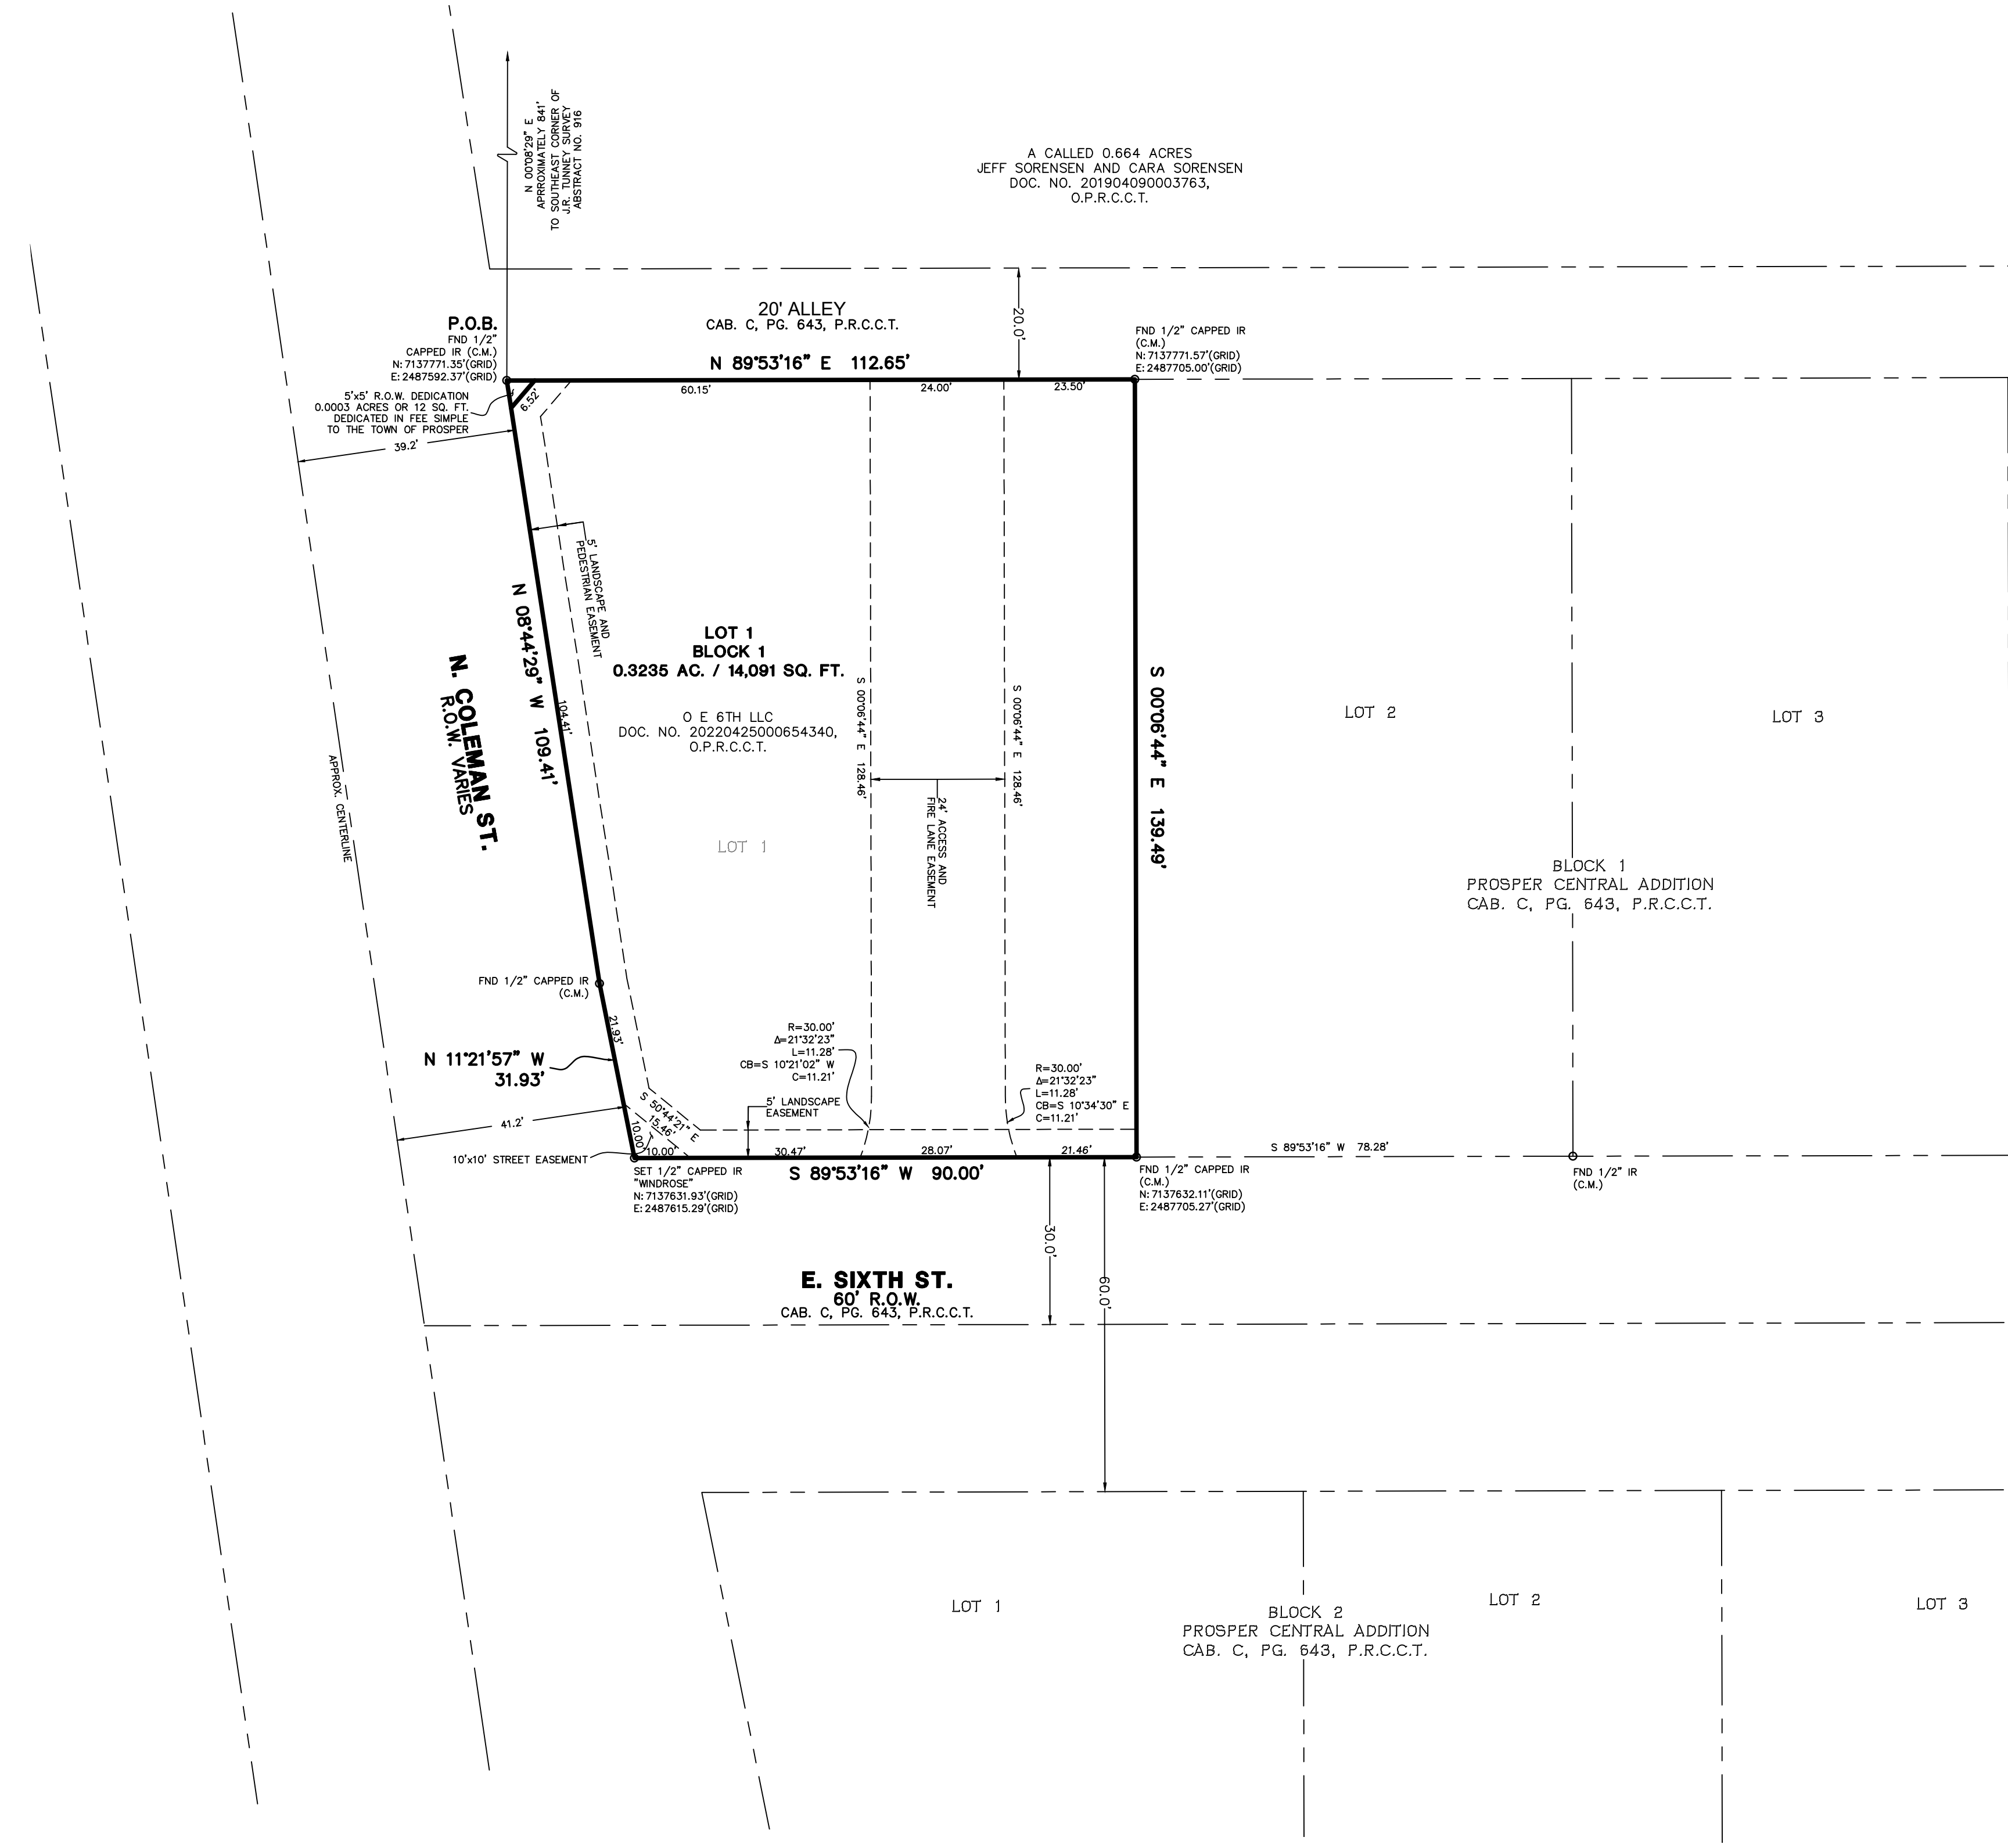 N 00°08'29" E
APRROXIMATELY 841'
TO SOUTHEAST CORNER OF
J.R. TUNNEY SURVEY
ABSTRACT NO. 916
A CALLED 0.664 ACRES
JEFF SORENSEN AND CARA SORENSEN
DOC. NO. 201904090003763,
O.P.R.C.C.T.
20' ALLEY
CAB. C, PG. 643, P.R.C.C.T.
20.0'
N 89°53'16" E 112.65'
P.O.B.
FND 1/2"
CAPPED IR (C.M.)
N: 7137771.35'(GRID)
E: 2487592.37'(GRID)
FND 1/2" CAPPED IR
(C.M.)
N: 7137771.57'(GRID)
E: 2487705.00'(GRID)
5'x5' R.O.W. DEDICATION
0.0003 ACRES OR 12 SQ. FT.
DEDICATED IN FEE SIMPLE
TO THE TOWN OF PROSPER
6.52'
60.15'
24.00'
23.50'
39.2'
5' LANDSCAPE AND
PEDESTRIAN EASEMENT
N 08°44'29" W 109.41'
104.41'
N. COLEMAN ST.
R.O.W. VARIES
APPROX. CENTERLINE
LOT 1
BLOCK 1
0.3235 AC. / 14,091 SQ. FT.
O E 6TH LLC
DOC. NO. 20220425000654340,
O.P.R.C.C.T.
LOT 1
S 00°06'44" E 128.46'
S 00°06'44" E 128.46'
24' ACCESS AND
FIRE LANE EASEMENT
S 00°06'44" E 139.49'
LOT 2
LOT 3
BLOCK 1
PROSPER CENTRAL ADDITION
CAB. C, PG. 643, P.R.C.C.T.
FND 1/2" CAPPED IR
(C.M.)
21.93'
N 11°21'57" W
31.93'
R=30.00'
Δ=21°32'23"
L=11.28'
CB=S 10°21'02" W
C=11.21'
R=30.00'
Δ=21°32'23"
L=11.28'
CB=S 10°34'30" E
C=11.21'
5' LANDSCAPE
EASEMENT
S 50°44'21" E
15.46'
41.2'
10.00'
10.00'
30.47'
28.07'
21.46'
10'x10' STREET EASEMENT
S 89°53'16" W 78.28'
S 89°53'16" W 90.00'
SET 1/2" CAPPED IR
"WINDROSE"
N: 7137631.93'(GRID)
E: 2487615.29'(GRID)
FND 1/2" CAPPED IR
(C.M.)
N: 7137632.11'(GRID)
E: 2487705.27'(GRID)
FND 1/2" IR
(C.M.)
30.0'
60.0'
E. SIXTH ST.
60' R.O.W.
CAB. C, PG. 643, P.R.C.C.T.
LOT 1
LOT 2
LOT 3
BLOCK 2
PROSPER CENTRAL ADDITION
CAB. C, PG. 643, P.R.C.C.T.